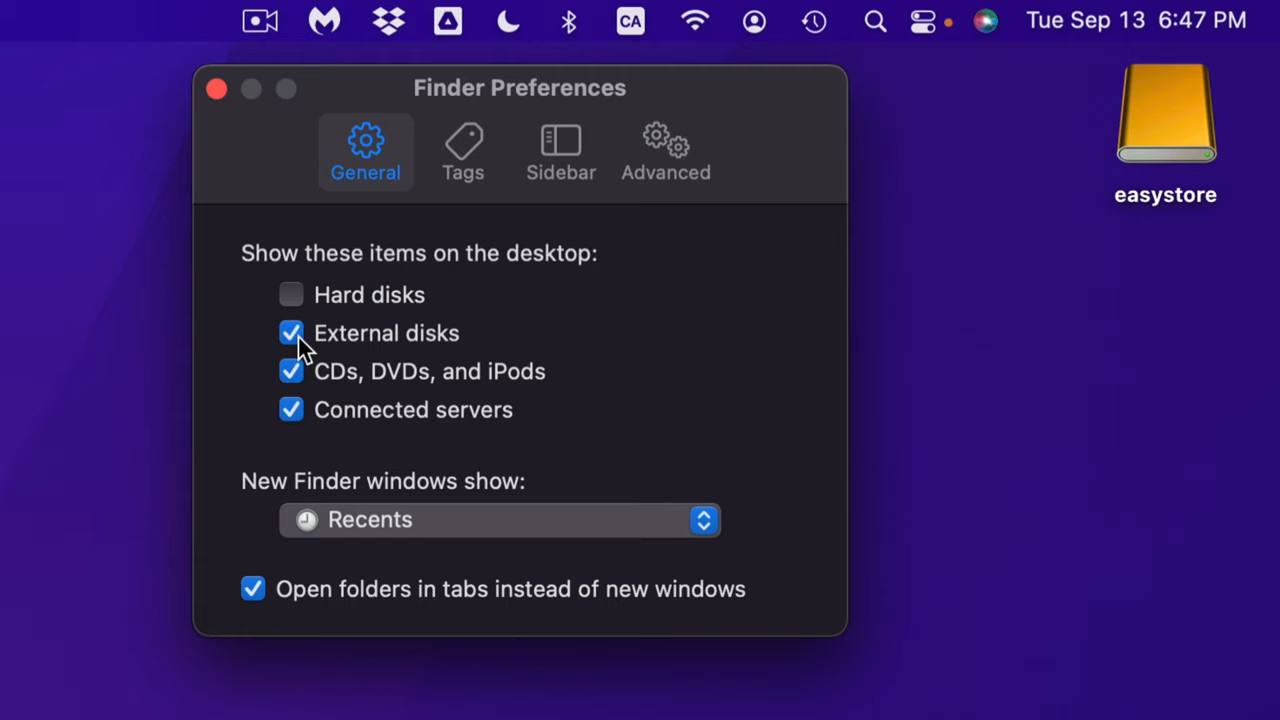 CA
Tue Sep 13 6:47 PM
Finder Preferences
General
Tags
Sidebar
Advanced
easystore
Show these items on the desktop:
Hard disks
External disks
CDs, DVDs, and iPods
Connected servers
New Finder windows show:
Recents
Open folders in tabs instead of new windows